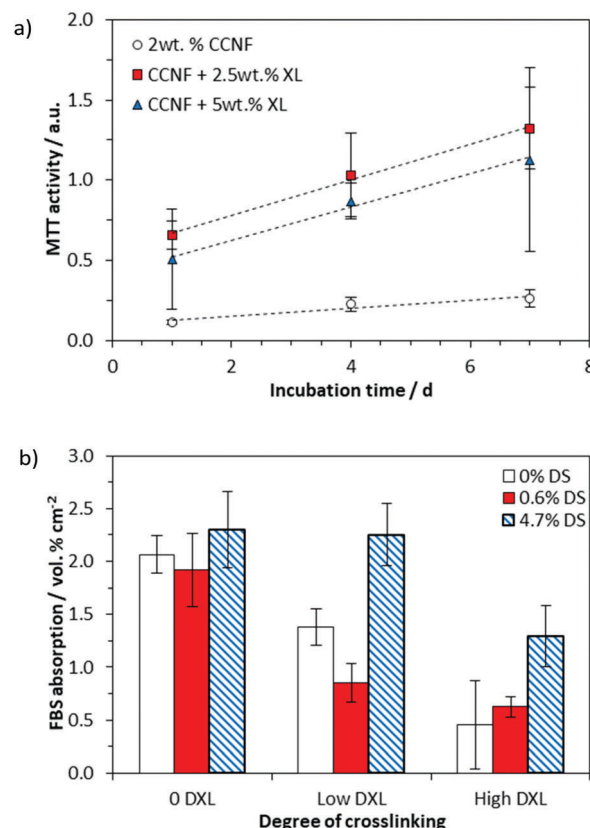 a)
2.0
1.5
1.0
0.5
0.0
MTT activity / a.u.
2wt. % CCNF
CCNF + 2.5wt.% XL
CCNF + 5wt.% XL
0 2 4 6 8
Incubation time / d
b)
3.0
2.5
2.0
1.5
1.0
0.5
0.0
FBS absorption / vol. % cm⁻²
0% DS
0.6% DS
4.7% DS
0 DXL Low DXL High DXL
Degree of crosslinking